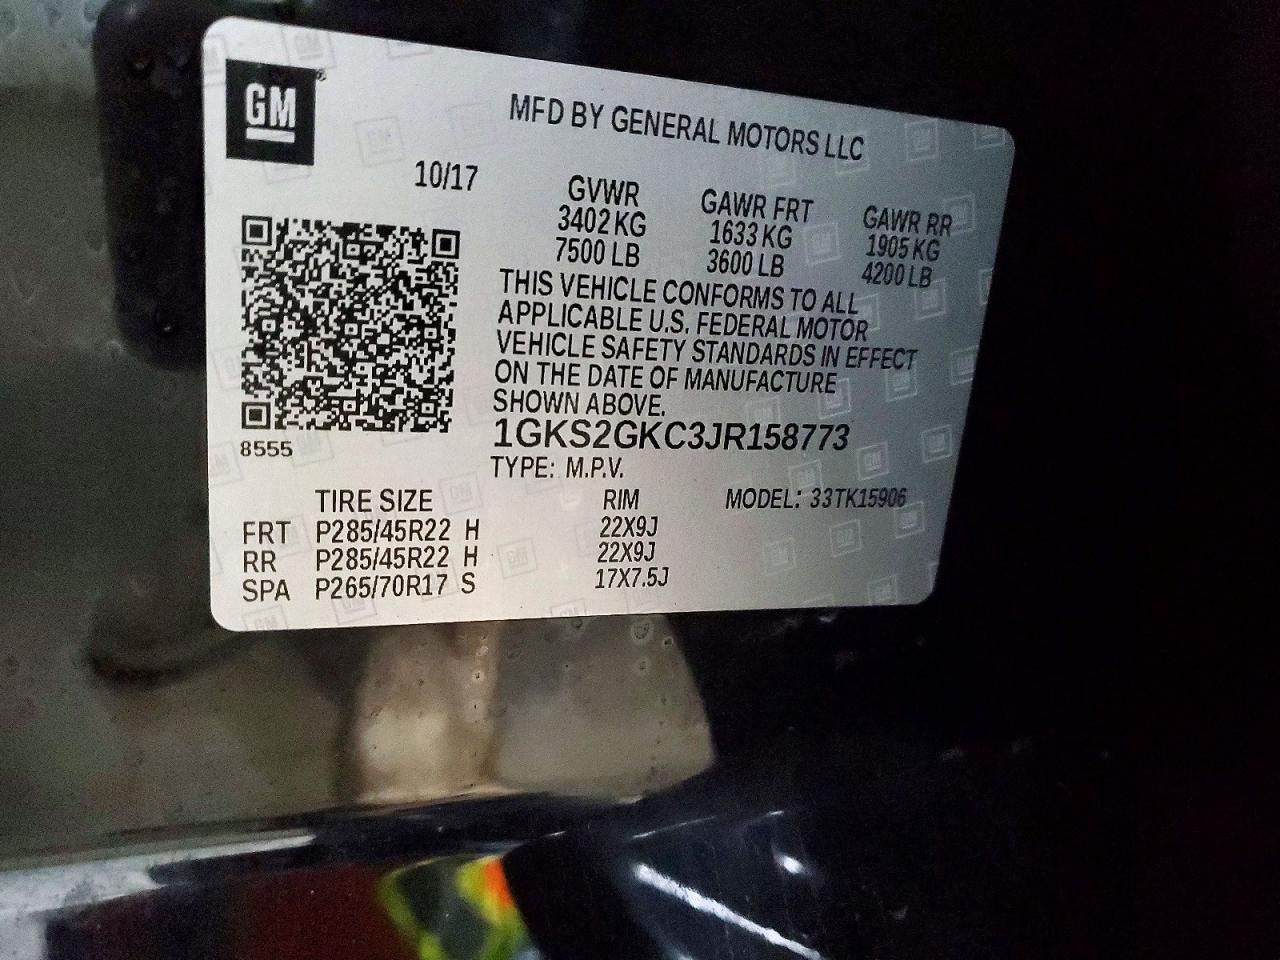 GM
MFD BY GENERAL MOTORS LLC
10/17
GVWR GAWR FRT GAWR RR
3402 KG 1633 KG 1905 KG
7500 LB 3600 LB 4200 LB
THIS VEHICLE CONFORMS TO ALL
APPLICABLE U.S. FEDERAL MOTOR
VEHICLE SAFETY STANDARDS IN EFFECT
ON THE DATE OF MANUFACTURE
SHOWN ABOVE.
1GKS2GKC3JR158773
8555
TYPE: M.P.V.
TIRE SIZE RIM MODEL: 33TK15906
FRT P285/45R22 H 22X9J
RR P285/45R22 H 22X9J
SPA P265/70R17 S 17X7.5J